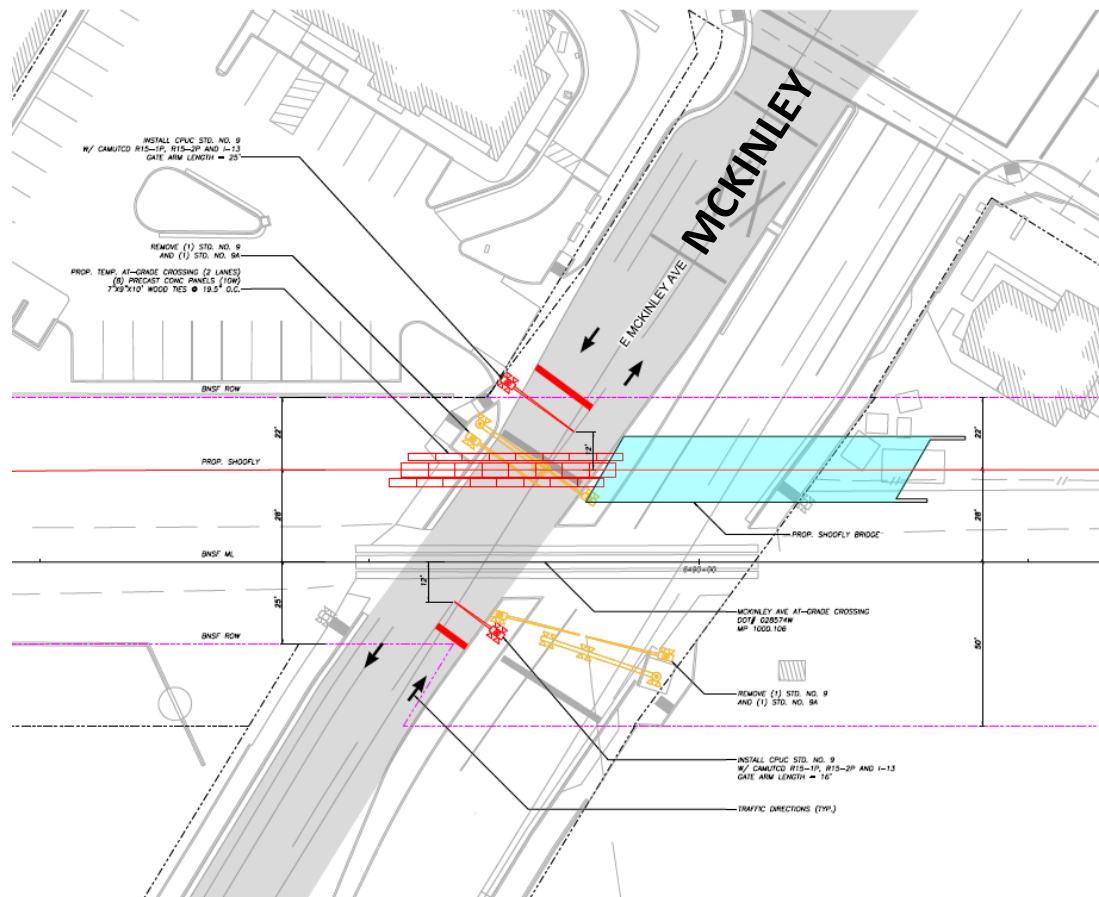 MCKINLEY
INSTALL CPUC STD. NO. 9
W/ CAMUTCD R15-1P, R15-2P AND I-13
GATE ARM LENGTH = 25'
REMOVE (1) STD. NO. 9
AND (1) STD. NO. 9A
PROP. TEMP. AT-GRADE CROSSING (2 LANES)
(8) PRECAST CONC PANELS (10W)
7"X9"X10' WOOD TIES @ 19.5" O.C.
E MCKINLEY AVE
BNSF ROW
22'
12'
22'
PROP. SHOOFLY
28'
28'
PROP. SHOOFLY BRIDGE
BNSF ML
6490+00
12'
25'
MCKINLEY AVE AT-GRADE CROSSING
DOT# 028574W
MP 1000.106
BNSF ROW
50'
REMOVE (1) STD. NO. 9
AND (1) STD. NO. 9A
INSTALL CPUC STD. NO. 9
W/ CAMUTCD R15-1P, R15-2P AND I-13
GATE ARM LENGTH = 16'
TRAFFIC DIRECTIONS (TYP.)